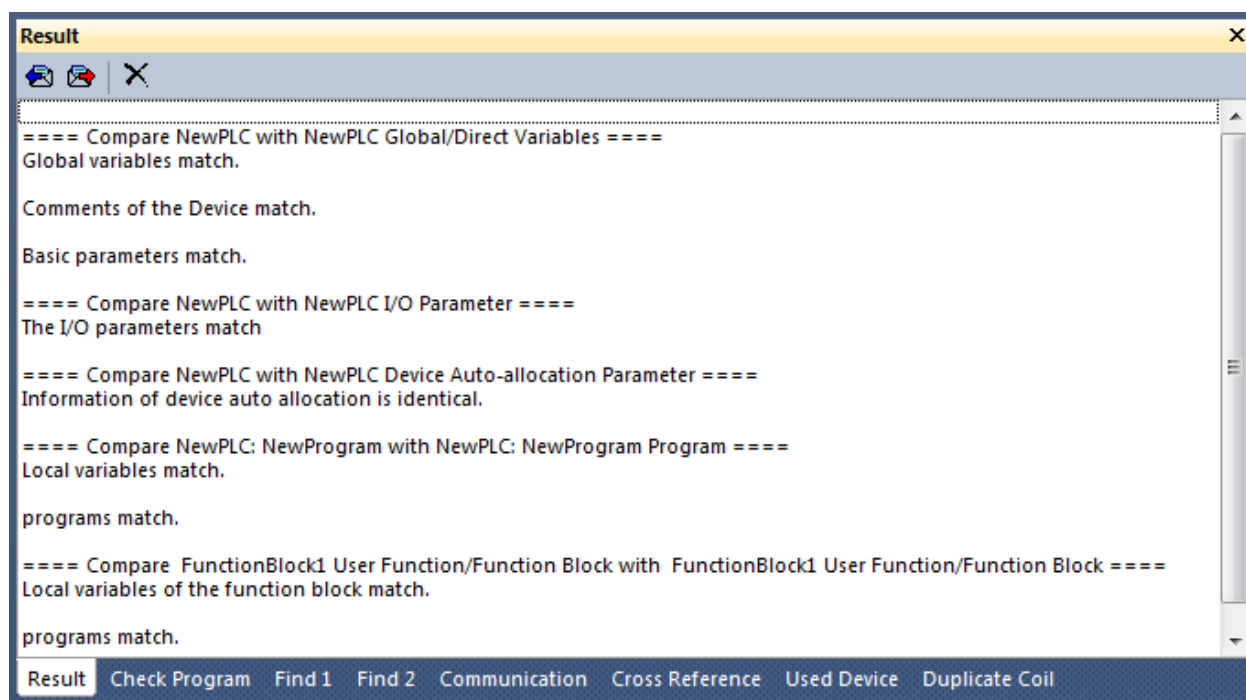 Result
==== Compare NewPLC with NewPLC Global/Direct Variables ====
Global variables match.
Comments of the Device match.
Basic parameters match.
==== Compare NewPLC with NewPLC I/O Parameter ====
The I/O parameters match
==== Compare NewPLC with NewPLC Device Auto-allocation Parameter ====
Information of device auto allocation is identical.
==== Compare NewPLC: NewProgram with NewPLC: NewProgram Program ====
Local variables match.
programs match.
==== Compare  FunctionBlock1 User Function/Function Block with  FunctionBlock1 User Function/Function Block ====
Local variables of the function block match.
programs match.
Result Check Program Find 1 Find 2 Communication Cross Reference Used Device Duplicate Coil